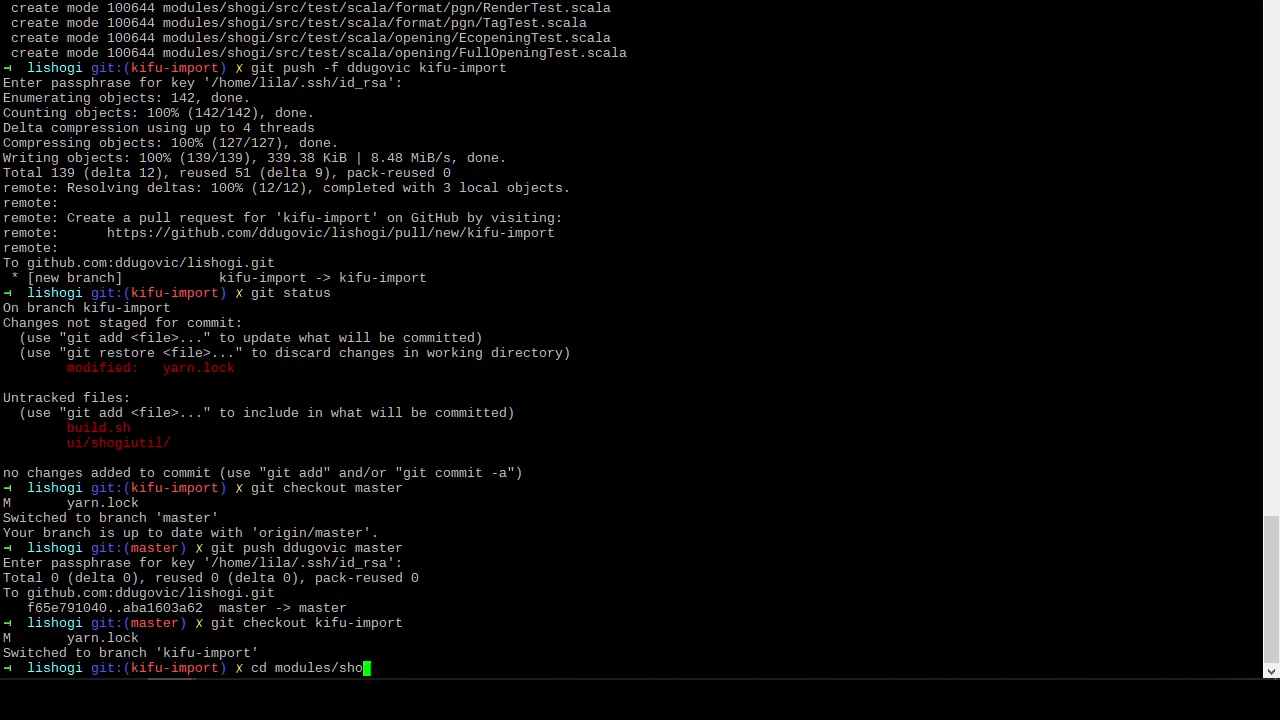 create mode 100644 modules/shogi/src/test/scala/format/pgn/RenderTest.scala
 create mode 100644 modules/shogi/src/test/scala/format/pgn/TagTest.scala
 create mode 100644 modules/shogi/src/test/scala/opening/EcopeningTest.scala
 create mode 100644 modules/shogi/src/test/scala/opening/FullOpeningTest.scala
→  lishogi git:(kifu-import) ✗ git push -f ddugovic kifu-import
Enter passphrase for key '/home/lila/.ssh/id_rsa':
Enumerating objects: 142, done.
Counting objects: 100% (142/142), done.
Delta compression using up to 4 threads
Compressing objects: 100% (127/127), done.
Writing objects: 100% (139/139), 339.38 KiB | 8.48 MiB/s, done.
Total 139 (delta 12), reused 51 (delta 9), pack-reused 0
remote: Resolving deltas: 100% (12/12), completed with 3 local objects.
remote:
remote: Create a pull request for 'kifu-import' on GitHub by visiting:
remote:      https://github.com/ddugovic/lishogi/pull/new/kifu-import
remote:
To github.com:ddugovic/lishogi.git
 * [new branch]            kifu-import -> kifu-import
→  lishogi git:(kifu-import) ✗ git status
On branch kifu-import
Changes not staged for commit:
  (use "git add <file>..." to update what will be committed)
  (use "git restore <file>..." to discard changes in working directory)
        modified:   yarn.lock

Untracked files:
  (use "git add <file>..." to include in what will be committed)
        build.sh
        ui/shogiutil/

no changes added to commit (use "git add" and/or "git commit -a")
→  lishogi git:(kifu-import) ✗ git checkout master
M       yarn.lock
Switched to branch 'master'
Your branch is up to date with 'origin/master'.
→  lishogi git:(master) ✗ git push ddugovic master
Enter passphrase for key '/home/lila/.ssh/id_rsa':
Total 0 (delta 0), reused 0 (delta 0), pack-reused 0
To github.com:ddugovic/lishogi.git
   f65e791040..aba1603a62  master -> master
→  lishogi git:(master) ✗ git checkout kifu-import
M       yarn.lock
Switched to branch 'kifu-import'
→  lishogi git:(kifu-import) ✗ cd modules/sho